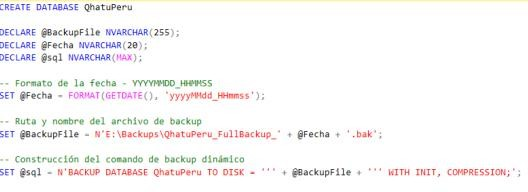 CREATE DATABASE QhatuPeru
DECLARE @BackupFile NVARCHAR(255);
DECLARE @Fecha NVARCHAR(20);
DECLARE @sql NVARCHAR(MAX);
-- Formato de la fecha - YYYYMMDD_HHMMSS
SET @Fecha = FORMAT(GETDATE(), 'yyyyMMdd_HHmmss');
-- Ruta y nombre del archivo de backup
SET @BackupFile = N'E:\Backups\QhatuPeru_FullBackup_' + @Fecha + '.bak';
-- Construcción del comando de backup dinámico
SET @sql = N'BACKUP DATABASE QhatuPeru TO DISK = ''' + @BackupFile + ''' WITH INIT, COMPRESSION;';